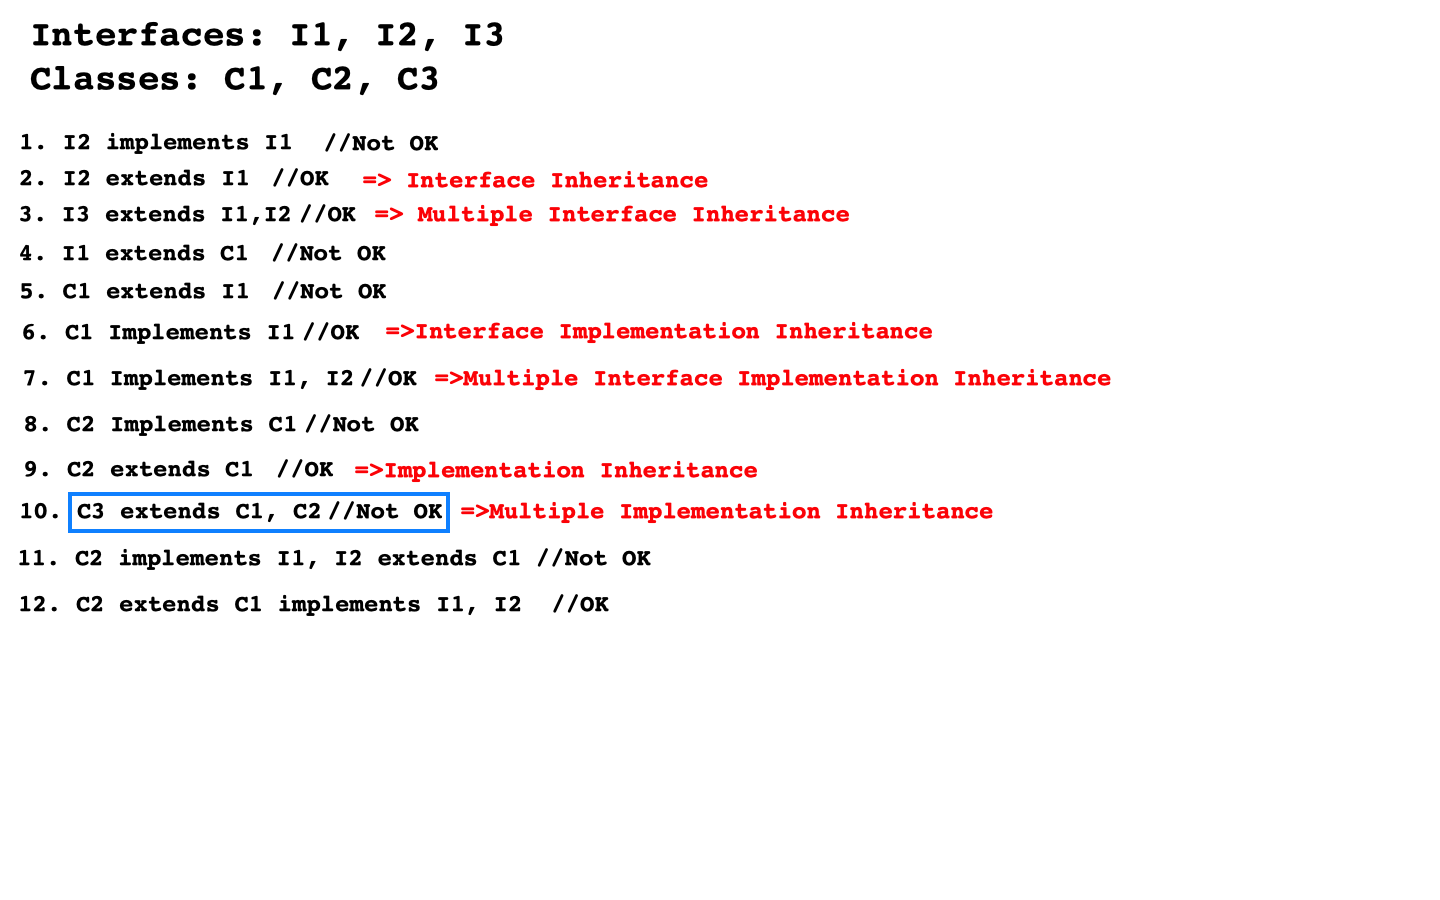 Interfaces: I1, I2, I3
Classes: C1, C2, C3
1. I2 implements I1 //Not OK
2. I2 extends I1 //OK => Interface Inheritance
3. I3 extends I1,I2 //OK => Multiple Interface Inheritance
4. I1 extends C1 //Not OK
5. C1 extends I1 //Not OK
6. C1 Implements I1 //OK =>Interface Implementation Inheritance
7. C1 Implements I1, I2 //OK =>Multiple Interface Implementation Inheritance
8. C2 Implements C1 //Not OK
9. C2 extends C1 //OK =>Implementation Inheritance
10. C3 extends C1, C2 //Not OK =>Multiple Implementation Inheritance
11. C2 implements I1, I2 extends C1 //Not OK
12. C2 extends C1 implements I1, I2 //OK